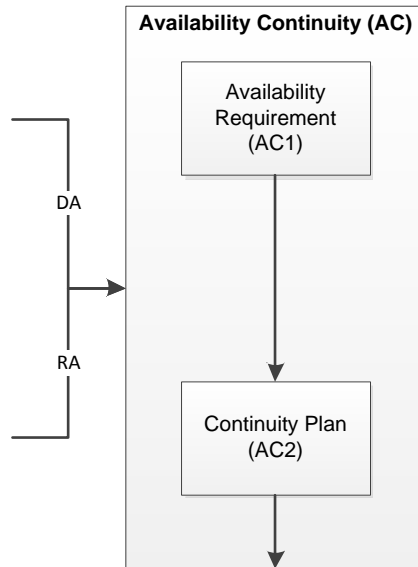 Availability Continuity (AC)
Availability
Requirement
(AC1)
DA
RA
Continuity Plan
(AC2)